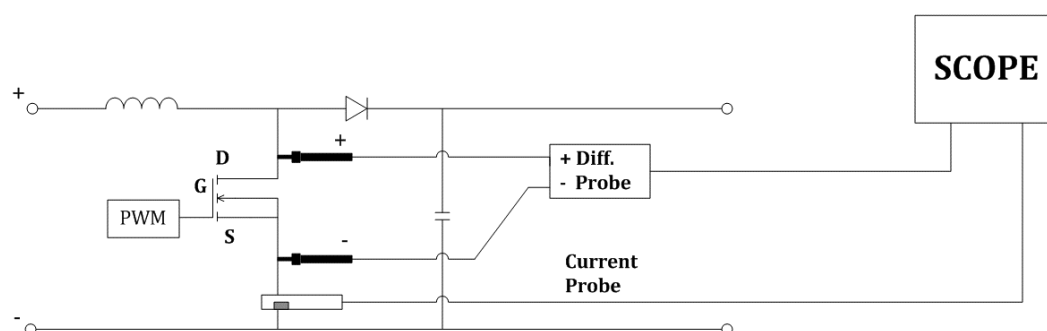 SCOPE
+
+
D
+ Diff.
- Probe
G
PWM
S
-
Current
Probe
-